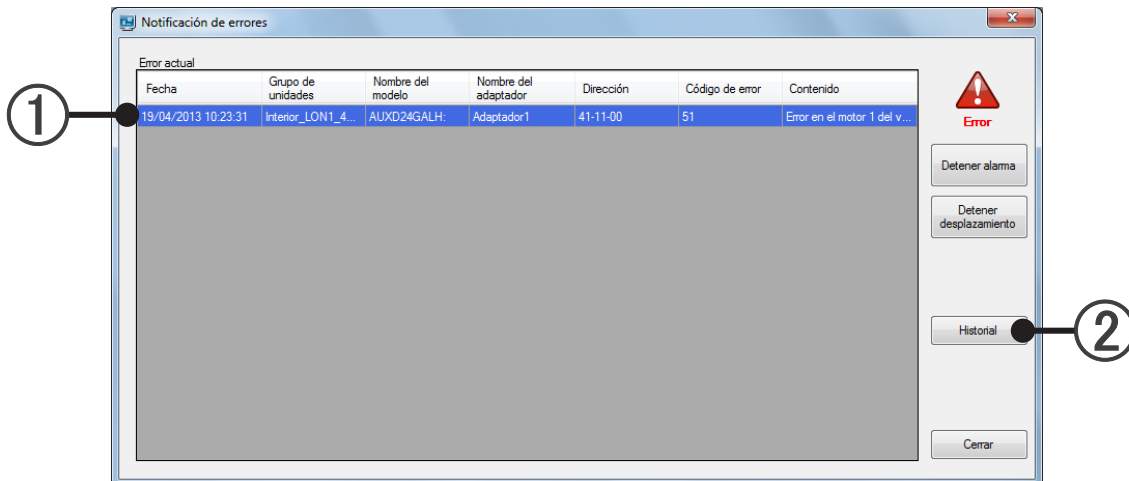 Notificación de errores
Error actual
Fecha
Grupo de unidades
Nombre del modelo
Nombre del adaptador
Dirección
Código de error
Contenido
19/04/2013 10:23:31
Interior_LON1_4...
AUXD24GALH:
Adaptador1
41-11-00
51
Error en el motor 1 del v...
Error
Detener alarma
Detener
desplazamiento
Historial
Cerrar
1
2